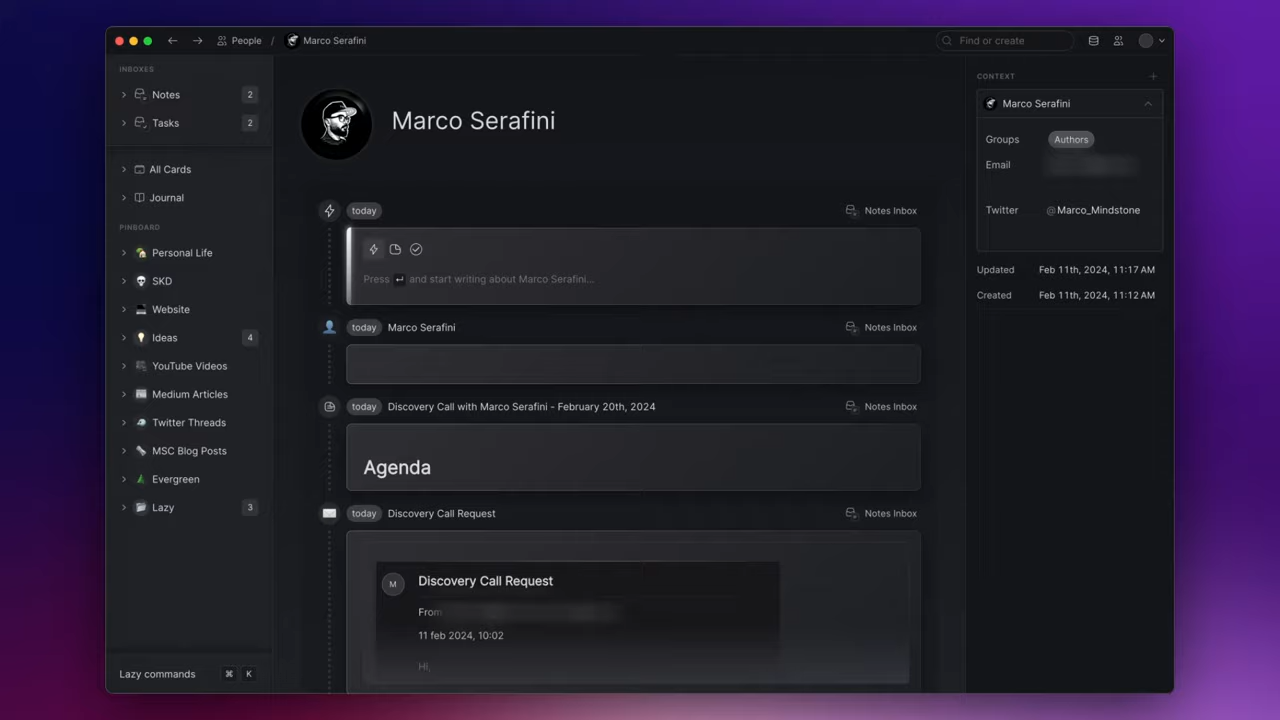 People / Marco Serafini
Find or create
INBOXES
Notes 2
Tasks 2
All Cards
Journal
PINBOARD
Personal Life
SKD
Website
Ideas 4
YouTube Videos
Medium Articles
Twitter Threads
MSC Blog Posts
Evergreen
Lazy 3
Lazy commands ⌘ K
Marco Serafini
today Notes Inbox
Press ↵ and start writing about Marco Serafini...
today Marco Serafini Notes Inbox
today Discovery Call with Marco Serafini - February 20th, 2024 Notes Inbox
Agenda
today Discovery Call Request Notes Inbox
M Discovery Call Request
From
11 feb 2024, 10:02
Hi,
CONTEXT +
Marco Serafini
Groups Authors
Email
Twitter @Marco_Mindstone
Updated Feb 11th, 2024, 11:17 AM
Created Feb 11th, 2024, 11:12 AM